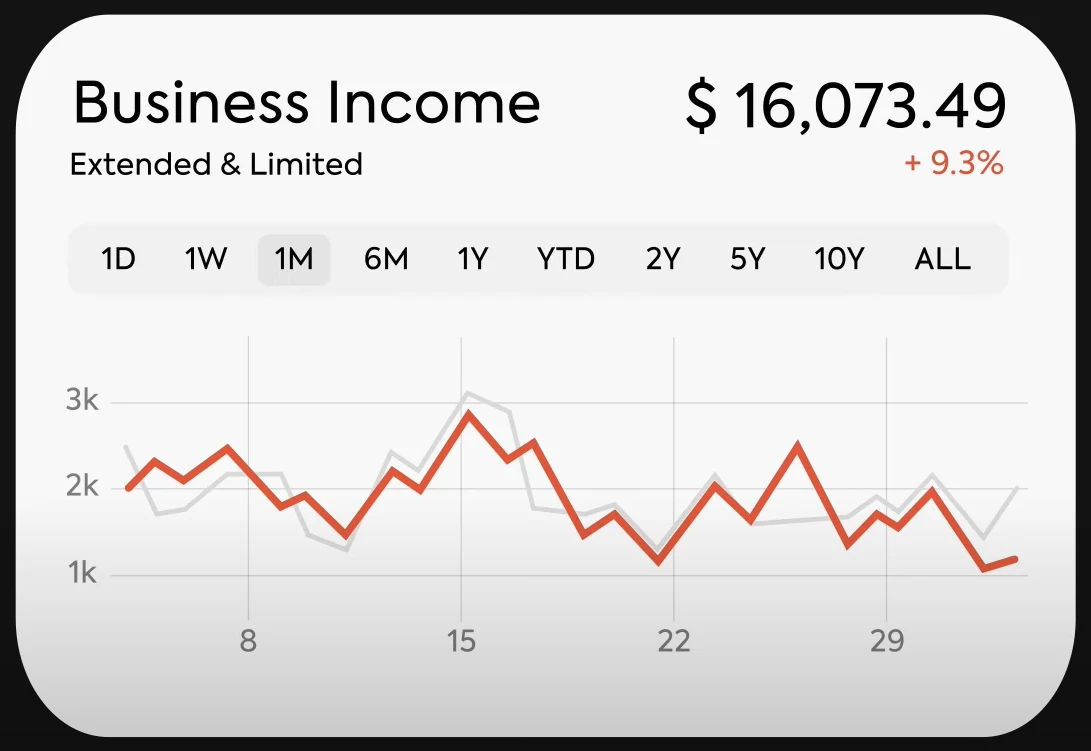 Business Income
$ 16,073.49
Extended & Limited
+ 9.3%
1D 1W 1M 6M 1Y YTD 2Y 5Y 10Y ALL
3k
2k
1k
8 15 22 29